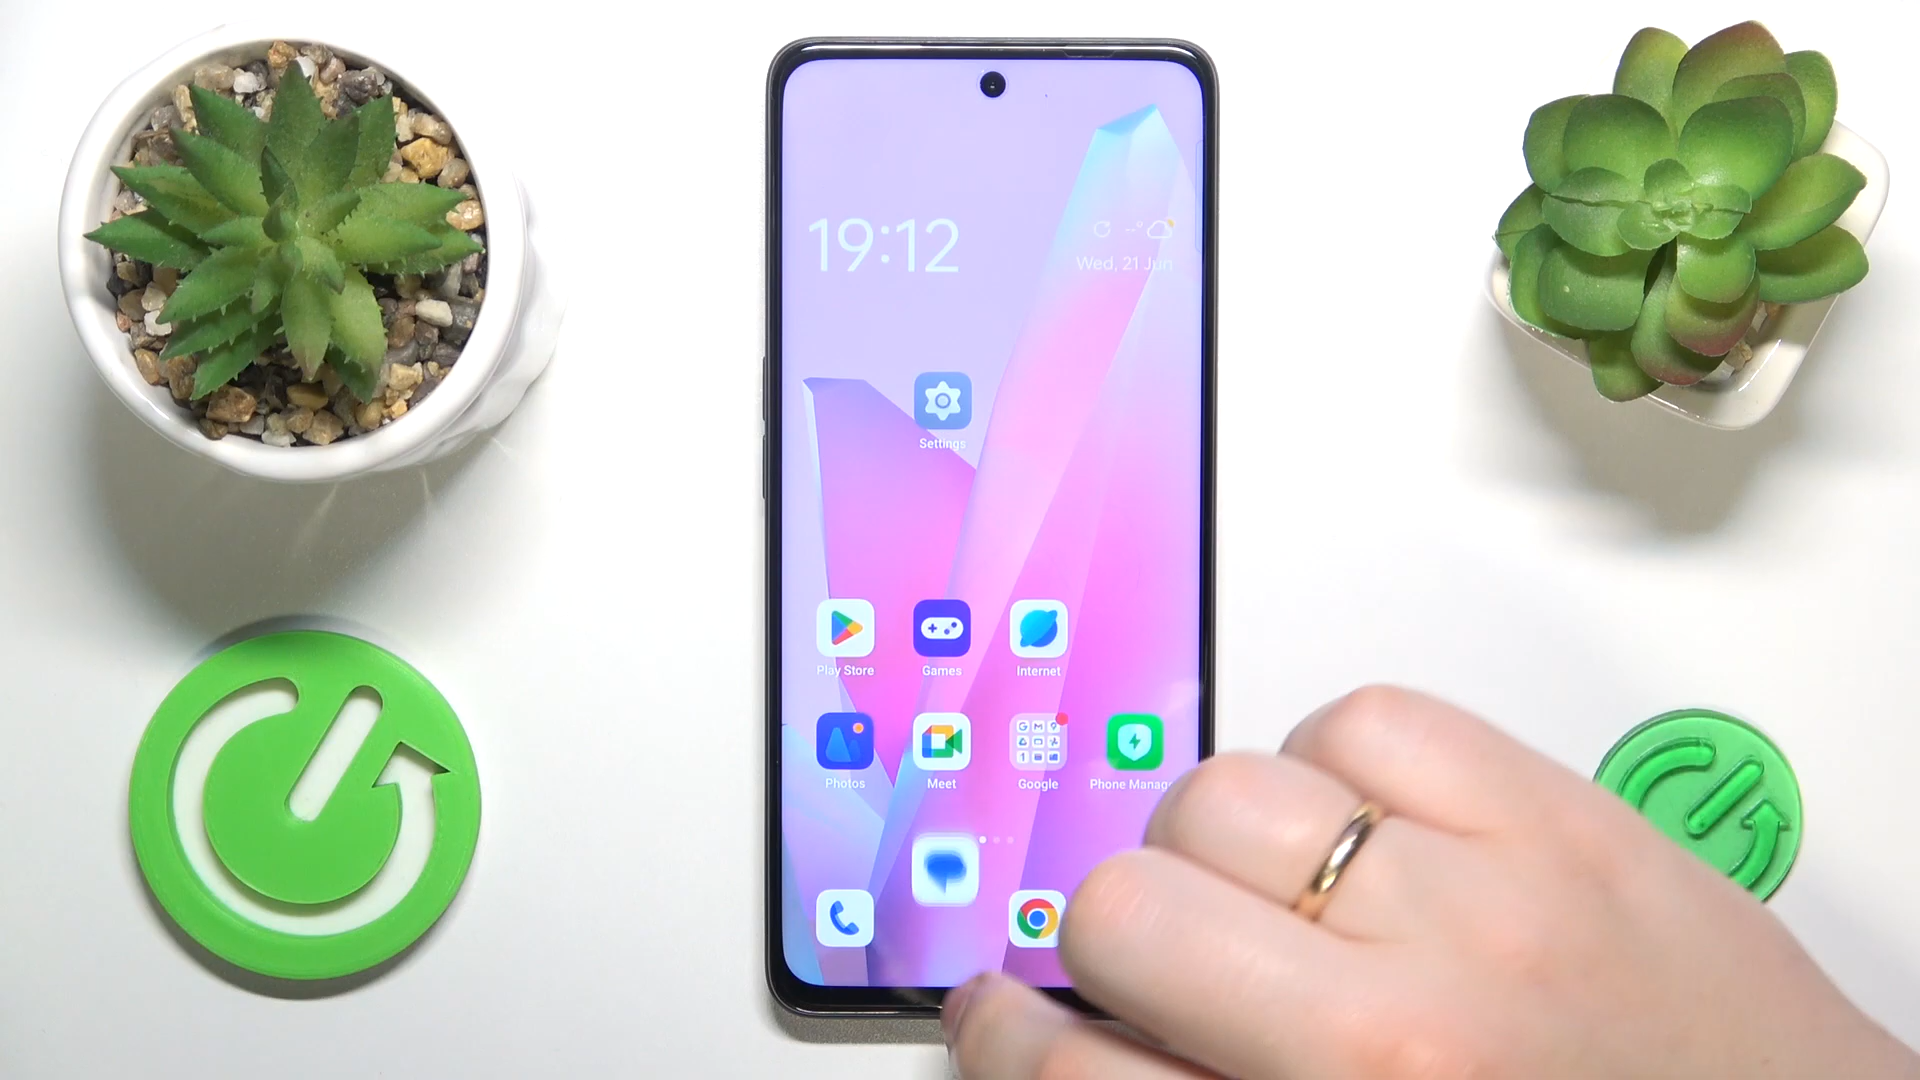 19:12
--°
Wed, 21 Jun
Settings
Play Store
Games
Internet
Photos
Meet
Google
Phone Manag